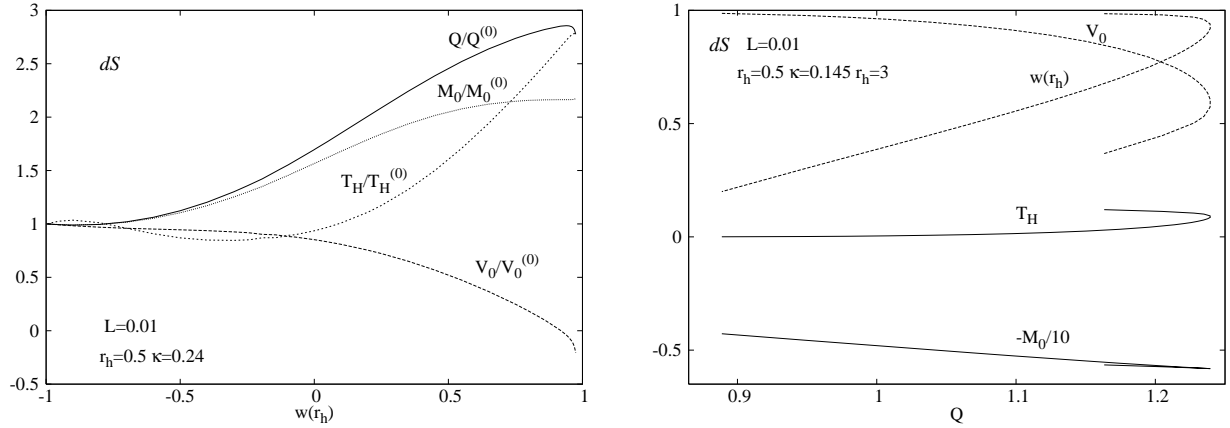 3
2.5
2
1.5
1
0.5
0
-0.5
-1 -0.5 0 0.5 1
w(r_h)
dS
Q/Q^(0)
M_0/M_0^(0)
T_H/T_H^(0)
V_0/V_0^(0)
L=0.01
r_h=0.5 κ=0.24
1
0.5
0
-0.5
0.9 1 1.1 1.2
Q
dS L=0.01
r_h=0.5 κ=0.145 r_h=3
V_0
w(r_h)
T_H
-M_0/10